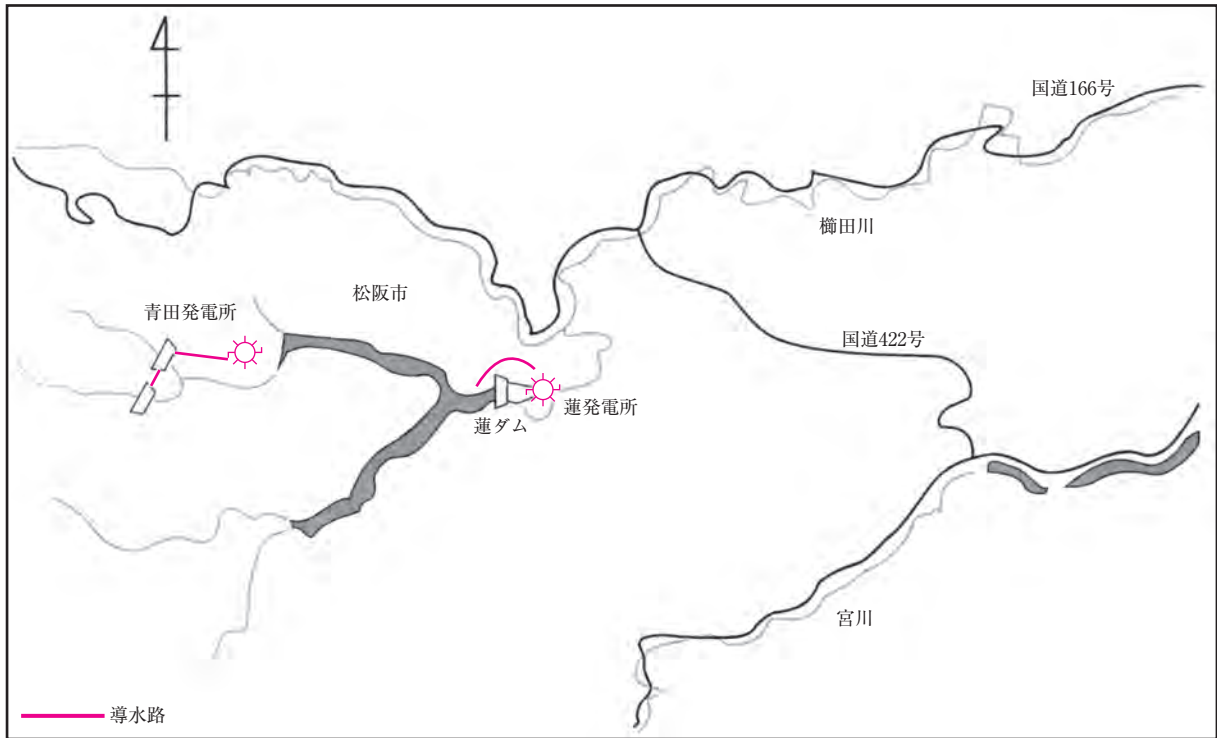 国道166号
櫛田川
松阪市
青田発電所
国道422号
蓮ダム
蓮発電所
宮川
導水路